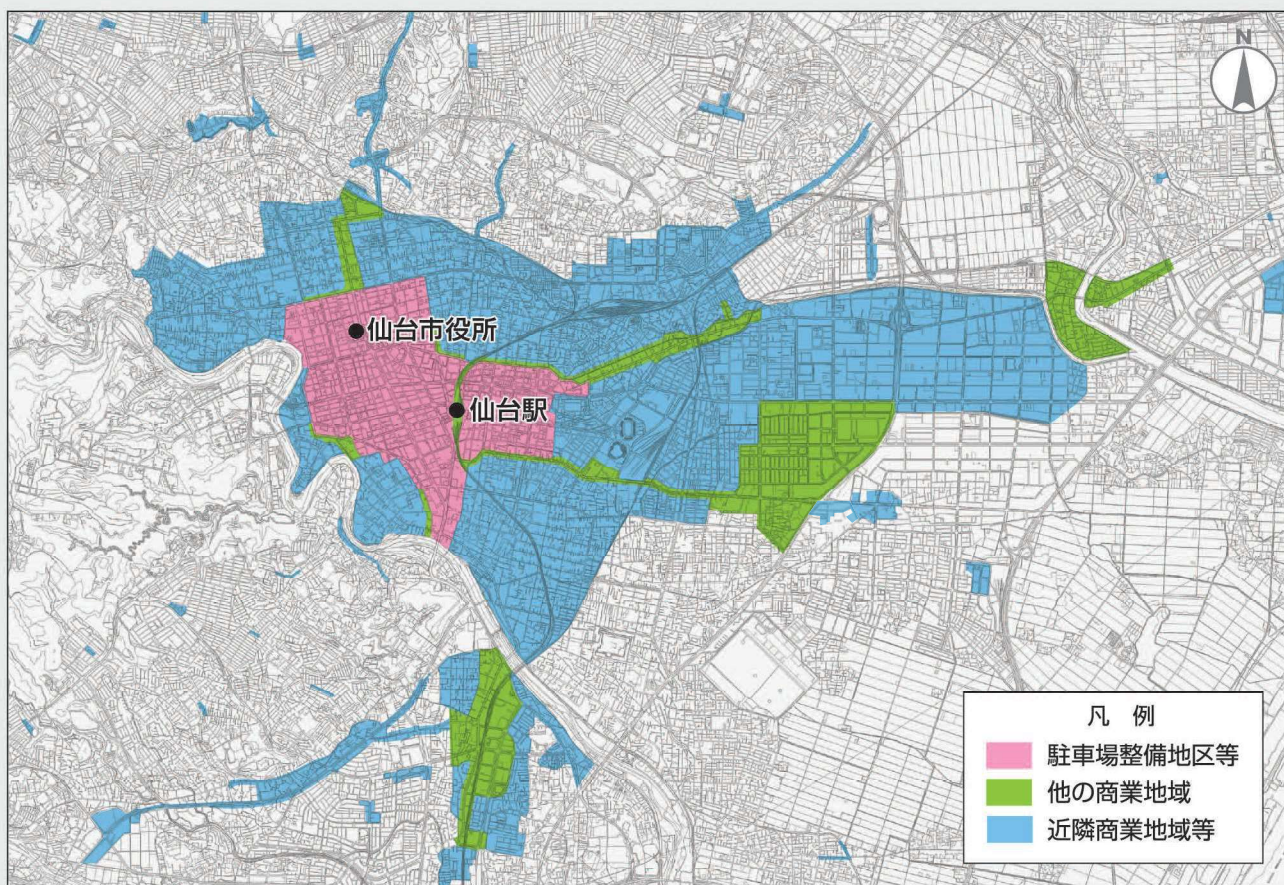 N
仙台市役所
仙台駅
凡 例
駐車場整備地区等
他の商業地域
近隣商業地域等